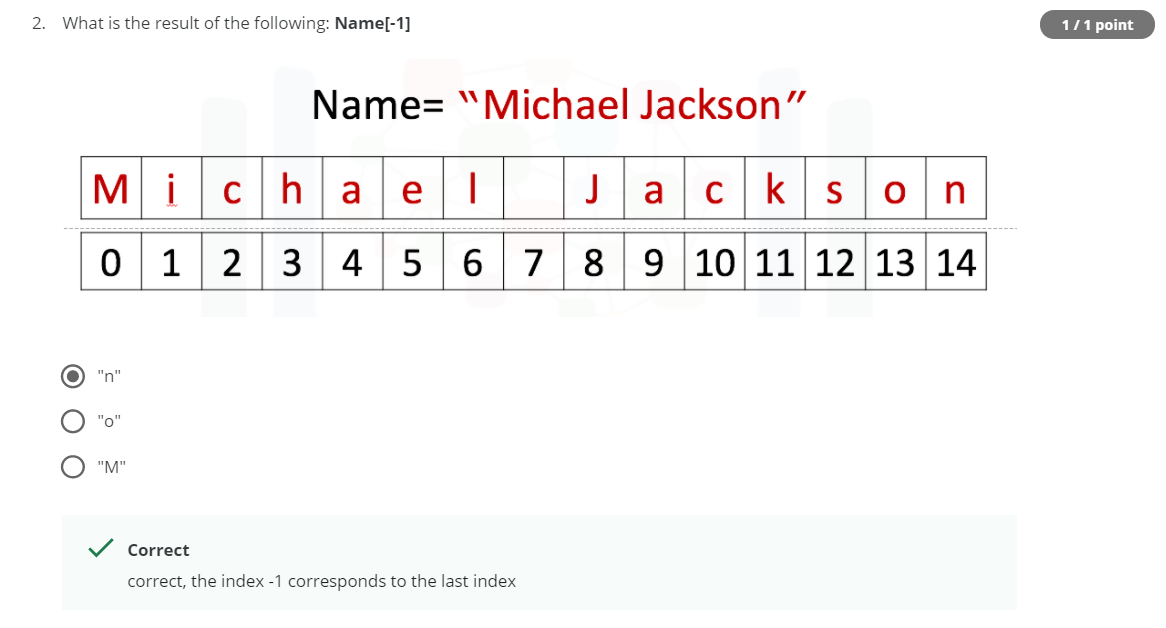 2. What is the result of the following: Name[-1]
1 / 1 point
Name= “Michael Jackson”
M i c h a e l J a c k s o n
0 1 2 3 4 5 6 7 8 9 10 11 12 13 14
"n"
"o"
"M"
Correct
correct, the index -1 corresponds to the last index